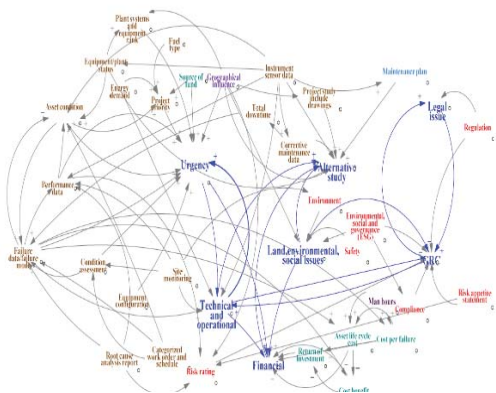 Plant systems
and
equipment
rank
Fuel
type
Equipment/plant
status
Energy
demand
Source of
fund
Geographical
influence
Instrument
sensor data
Maintenance plan
Project
priority
Project study
include
drawings
Asset condition
Total
downtime
Legal
issue
Regulation
Corrective
maintenance
data
Urgency
Alternative
study
Performance
data
Environment
Environmental,
social and
governance
(ESG)
Land,environmental,
social issues
Safety
GRC
Failure
data/failure
mode
Condition
assessment
Site
monitoring
Equipment
Technical
and
operational
Man hours
Compliance
Risk appetite
statement
Asset life cycle
cost
Cost per failure
Root cause
analysis report
Categorized
work order and
schedule
Risk rating
Financial
Return of
Investment
Cost benefit